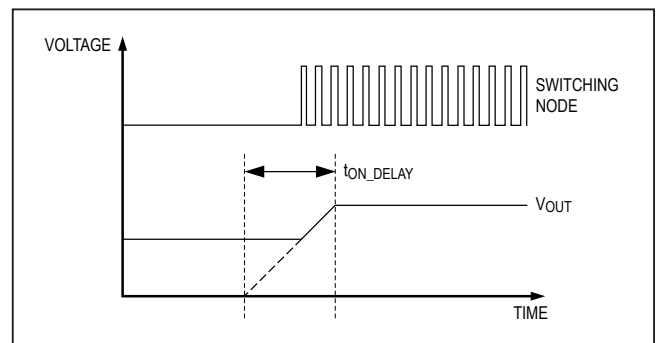 VOLTAGE
SWITCHING
NODE
tON_DELAY
VOUT
TIME